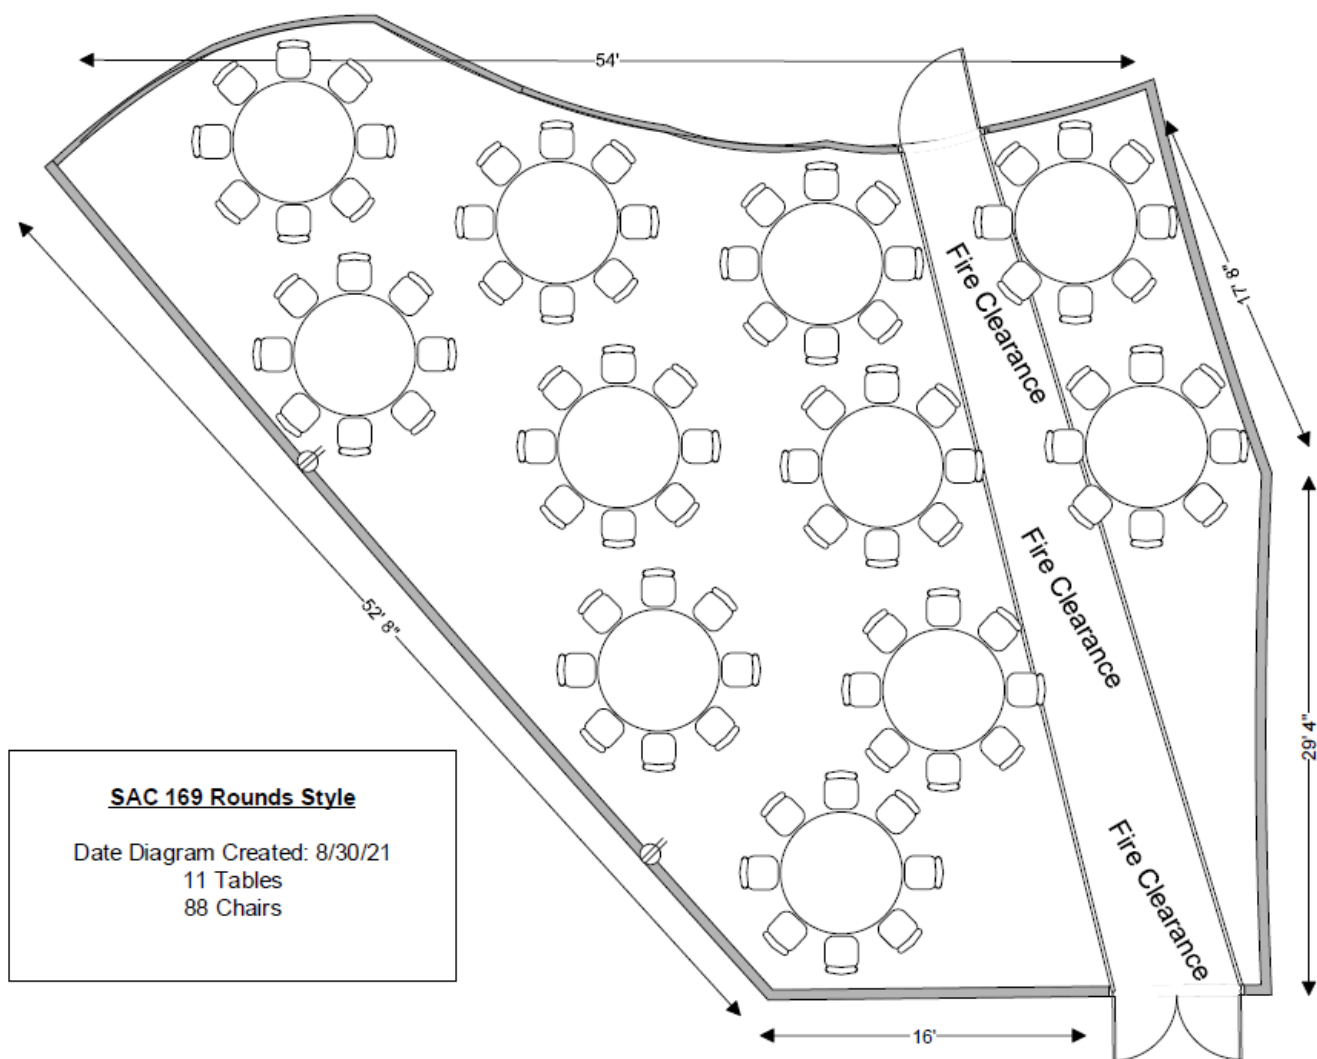 54'
17' 8"
Fire Clearance
Fire Clearance
52' 8"
29' 4"
SAC 169 Rounds Style
Date Diagram Created: 8/30/21
11 Tables
88 Chairs
Fire Clearance
16'